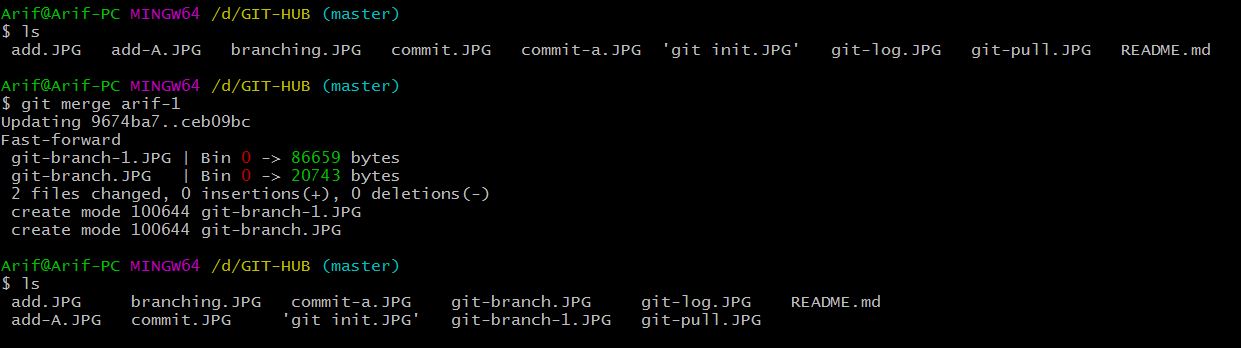 Arif@Arif-PC MINGW64 /d/GIT-HUB (master)
$ ls
add.JPG add-A.JPG branching.JPG commit.JPG commit-a.JPG 'git init.JPG' git-log.JPG git-pull.JPG README.md
Arif@Arif-PC MINGW64 /d/GIT-HUB (master)
$ git merge arif-1
Updating 9674ba7..ceb09bc
Fast-forward
git-branch-1.JPG | Bin 0 -> 86659 bytes
git-branch.JPG | Bin 0 -> 20743 bytes
2 files changed, 0 insertions(+), 0 deletions(-)
create mode 100644 git-branch-1.JPG
create mode 100644 git-branch.JPG
Arif@Arif-PC MINGW64 /d/GIT-HUB (master)
$ ls
add.JPG branching.JPG commit-a.JPG git-branch.JPG git-log.JPG README.md
add-A.JPG commit.JPG 'git init.JPG' git-branch-1.JPG git-pull.JPG